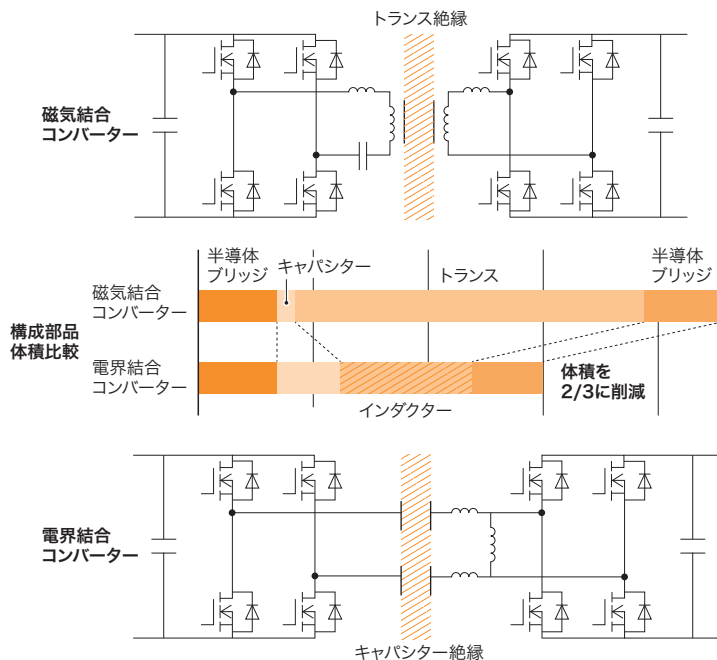 トランス絶縁
磁気結合
コンバーター
半導体
ブリッジ
キャパシター
トランス
半導体
ブリッジ
磁気結合
コンバーター
構成部品
体積比較
電界結合
コンバーター
体積を
2/3に削減
インダクター
電界結合
コンバーター
キャパシター絶縁